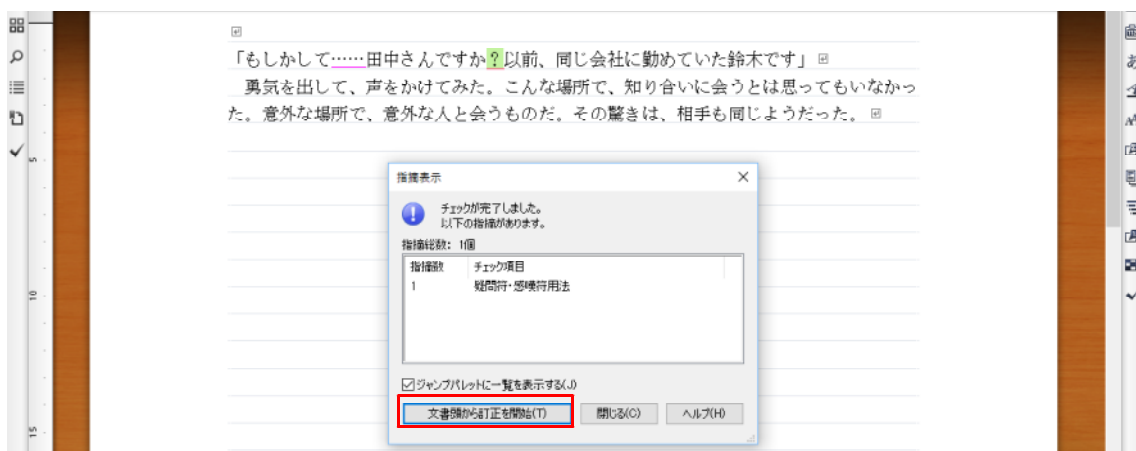 「もしかして……田中さんですか？以前、同じ会社に勤めていた鈴木です」
勇気を出して、声をかけてみた。こんな場所で、知り合いに会うとは思ってもいなかっ
た。意外な場所で、意外な人と会うものだ。その驚きは、相手も同じようだった。
5
指摘表示
チェックが完了しました。
以下の指摘があります。
指摘総数： 1個
指摘数 チェック項目
1 疑問符・感嘆符用法
10
ジャンプパレットに一覧を表示する(J)
文書頭から訂正を開始(T) 閉じる(C) ヘルプ(H)
15